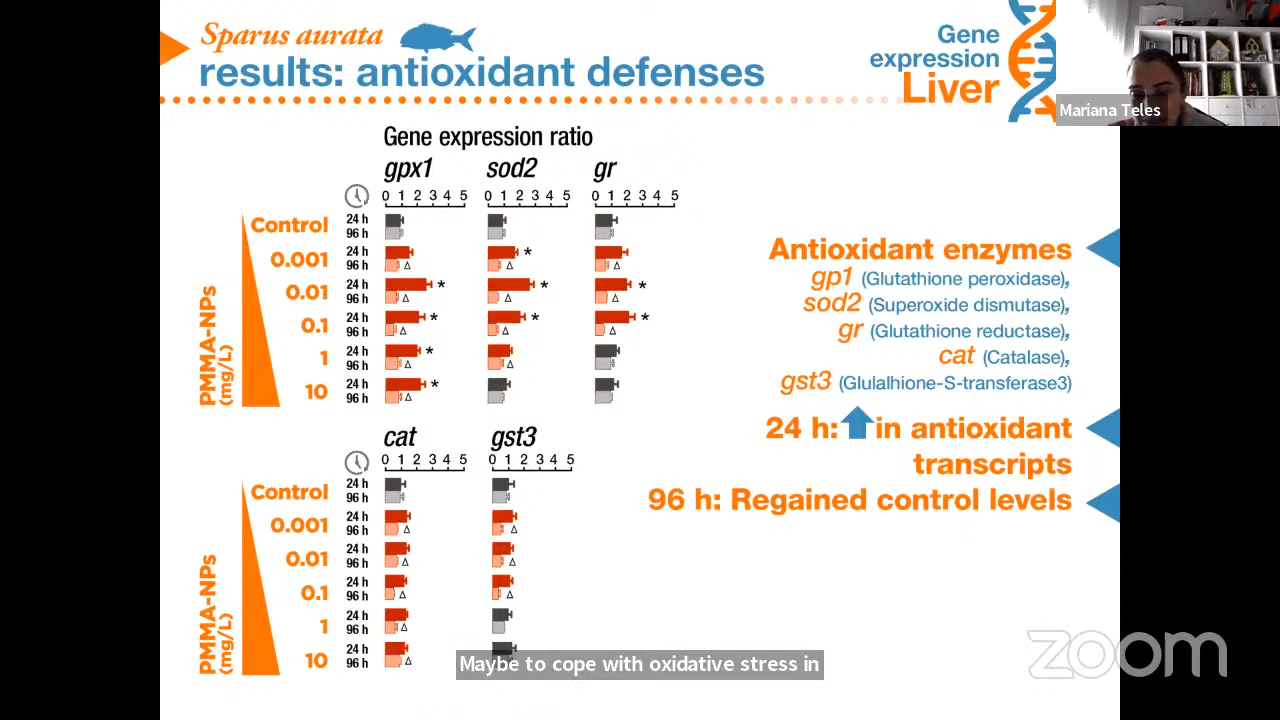 Sparus aurata
results: antioxidant defenses
Gene
expression
Liver
Mariana Teles
Gene expression ratio
gpx1 sod2 gr
0 1 2 3 4 5 0 1 2 3 4 5 0 1 2 3 4 5
PMMA-NPs
(mg/L)
Control 24 h
96 h
0.001 24 h *
96 h Δ Δ Δ
0.01 24 h * * *
96 h Δ Δ Δ
0.1 24 h * * *
96 h Δ Δ Δ
1 24 h *
96 h Δ Δ
10 24 h *
96 h Δ
cat gst3
0 1 2 3 4 5 0 1 2 3 4 5
PMMA-NPs
(mg/L)
Control 24 h
96 h
0.001 24 h
96 h Δ Δ
0.01 24 h
96 h Δ Δ
0.1 24 h
96 h Δ Δ
1 24 h
96 h Δ
10 24 h
96 h Δ
Antioxidant enzymes
gp1 (Glutathione peroxidase),
sod2 (Superoxide dismutase),
gr (Glutathione reductase),
cat (Catalase),
gst3 (Glulalhione-S-transferase3)
24 h: in antioxidant
transcripts
96 h: Regained control levels
Maybe to cope with oxidative stress in
zoom